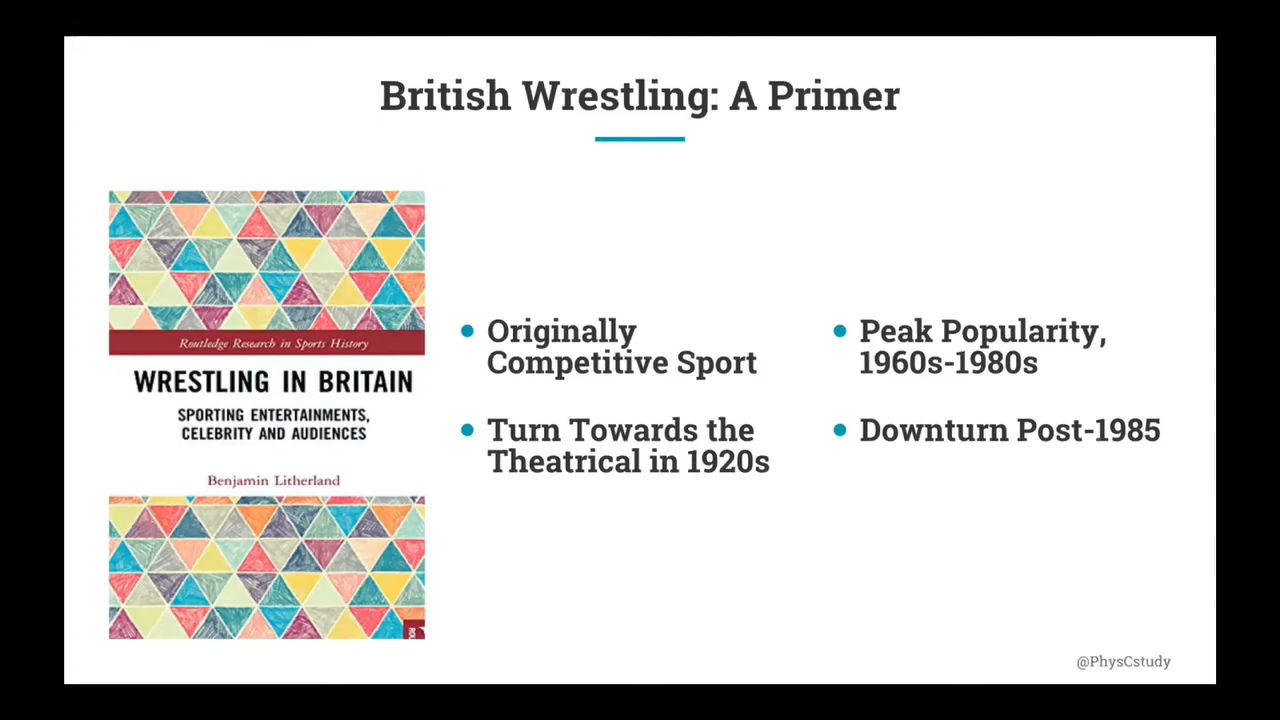 British Wrestling: A Primer
Routledge Research in Sports History
WRESTLING IN BRITAIN
SPORTING ENTERTAINMENTS,
CELEBRITY AND AUDIENCES
Benjamin Litherland
Originally
Competitive Sport
Turn Towards the
Theatrical in 1920s
Peak Popularity,
1960s-1980s
Downturn Post-1985
@PhysCstudy